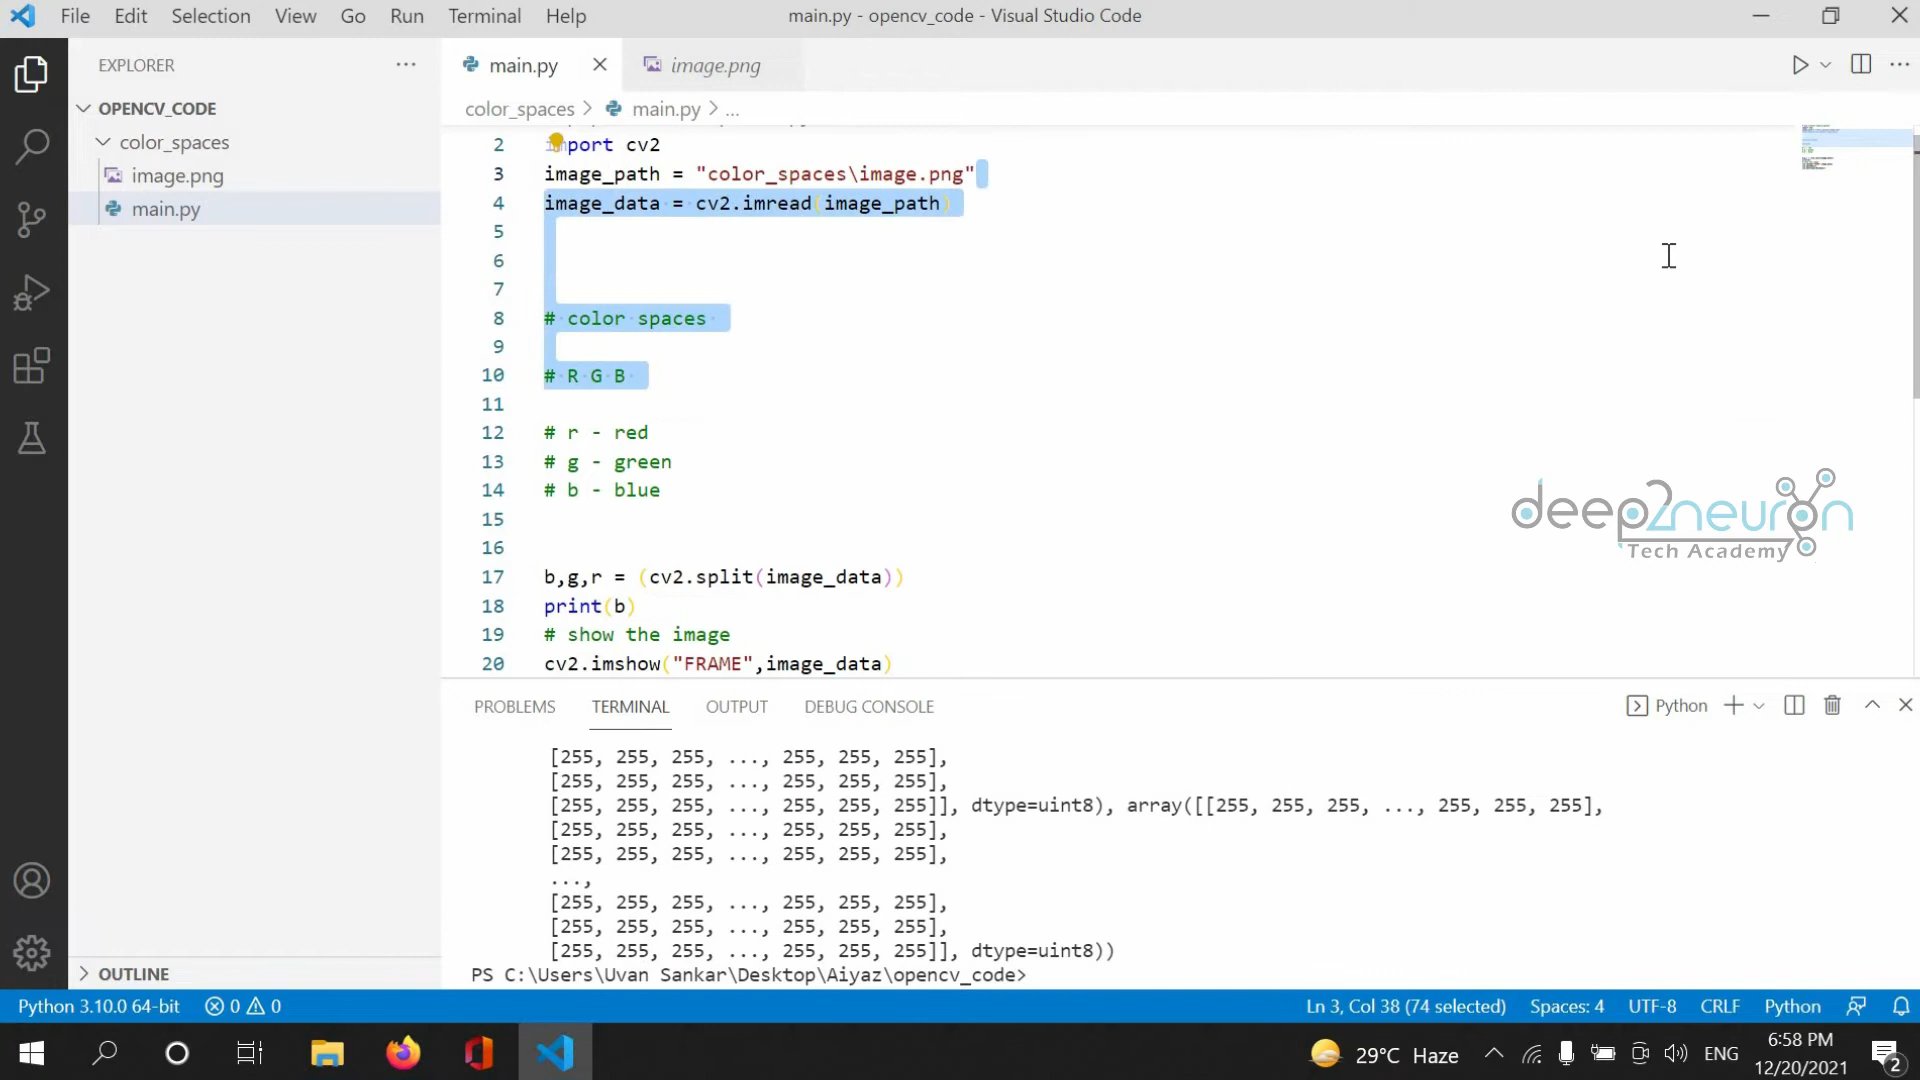 File Edit Selection View Go Run Terminal Help main.py - opencv_code - Visual Studio Code
EXPLORER
main.py
image.png
OPENCV_CODE
color_spaces
image.png
main.py
color_spaces > main.py > ...
2 import cv2
3 image_path = "color_spaces\image.png"
4 image_data = cv2.imread(image_path)
5
6
7
8 # color spaces
9
10 # R G B
11
12 # r - red
13 # g - green
14 # b - blue
15
16
17 b,g,r = (cv2.split(image_data))
18 print(b)
19 # show the image
20 cv2.imshow("FRAME",image_data)
deep2neuron
Tech Academy
PROBLEMS TERMINAL OUTPUT DEBUG CONSOLE Python
[255, 255, 255, ..., 255, 255, 255],
[255, 255, 255, ..., 255, 255, 255],
[255, 255, 255, ..., 255, 255, 255]], dtype=uint8), array([[255, 255, 255, ..., 255, 255, 255],
[255, 255, 255, ..., 255, 255, 255],
[255, 255, 255, ..., 255, 255, 255],
...,
[255, 255, 255, ..., 255, 255, 255],
[255, 255, 255, ..., 255, 255, 255],
[255, 255, 255, ..., 255, 255, 255]], dtype=uint8))
PS C:\Users\Uvan Sankar\Desktop\Aiyaz\opencv_code>
OUTLINE
Python 3.10.0 64-bit 0 0 Ln 3, Col 38 (74 selected) Spaces: 4 UTF-8 CRLF Python
29°C Haze ENG 6:58 PM
12/20/2021 2